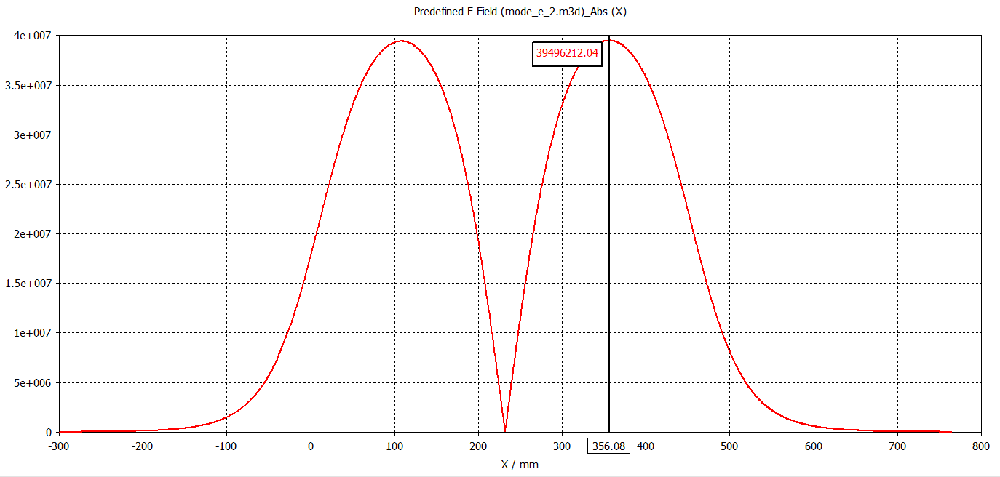 Predefined E-Field (mode_e_2.m3d)_Abs (X)
4e+007
39496212.04
3.5e+007
3e+007
2.5e+007
2e+007
1.5e+007
1e+007
5e+006
0
-300 -200 -100 0 100 200 300 356.08 400 500 600 700 800
X / mm